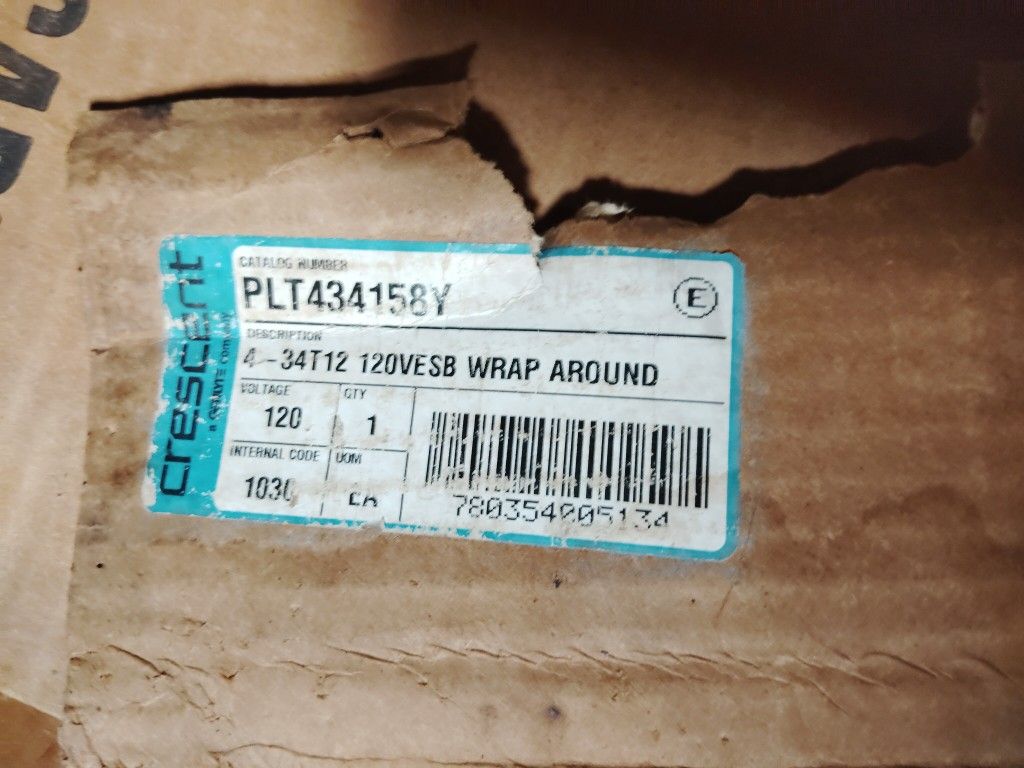 crescent
CATALOG NUMBER
PLT434158Y
E
DESCRIPTION
4-34T12 120VESB WRAP AROUND
VOLTAGE
120
QTY
1
INTERNAL CODE
UOM
EA
780354005134